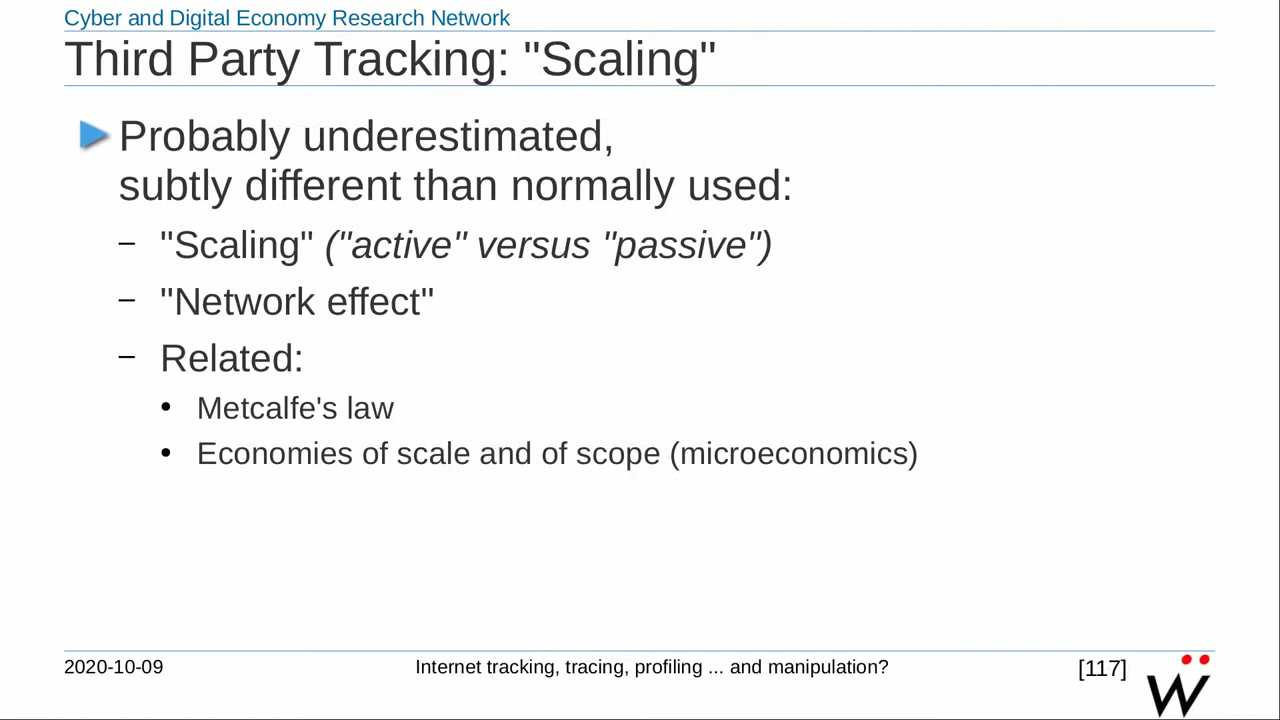 Cyber and Digital Economy Research Network
Third Party Tracking: "Scaling"
Probably underestimated,
subtly different than normally used:
– "Scaling" ("active" versus "passive")
– "Network effect"
– Related:
• Metcalfe's law
• Economies of scale and of scope (microeconomics)
2020-10-09 Internet tracking, tracing, profiling ... and manipulation? [117] Ẅ